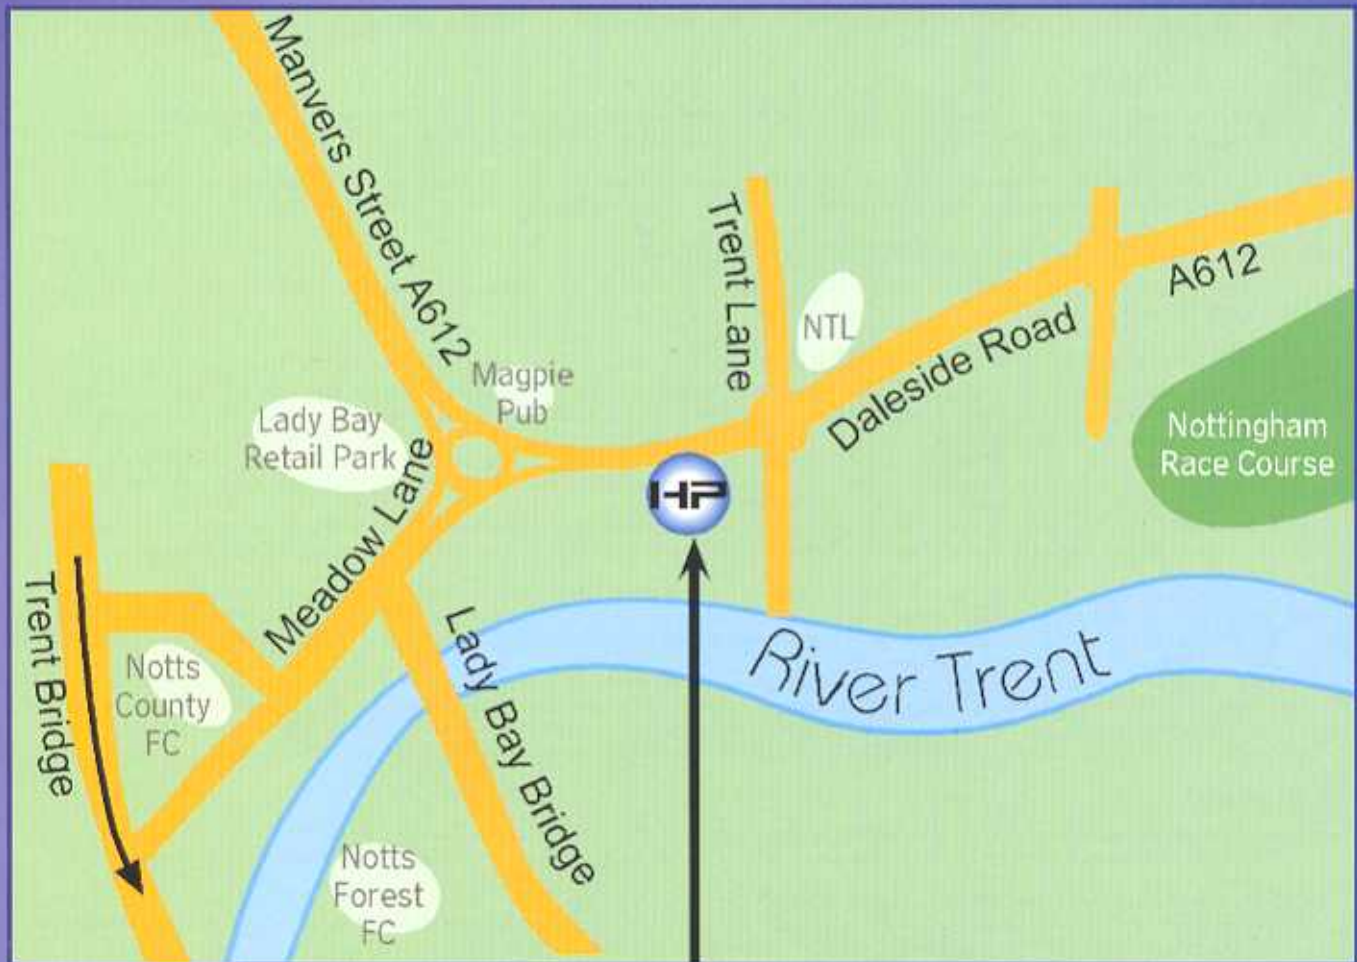 Manvers Street A612
Trent Lane
NTL
A612
Daleside Road
Magpie
Pub
Lady Bay
Retail Park
Nottingham
Race Course
HP
Meadow Lane
Trent Bridge
Lady Bay Bridge
River Trent
Notts
County
FC
Notts
Forest
FC